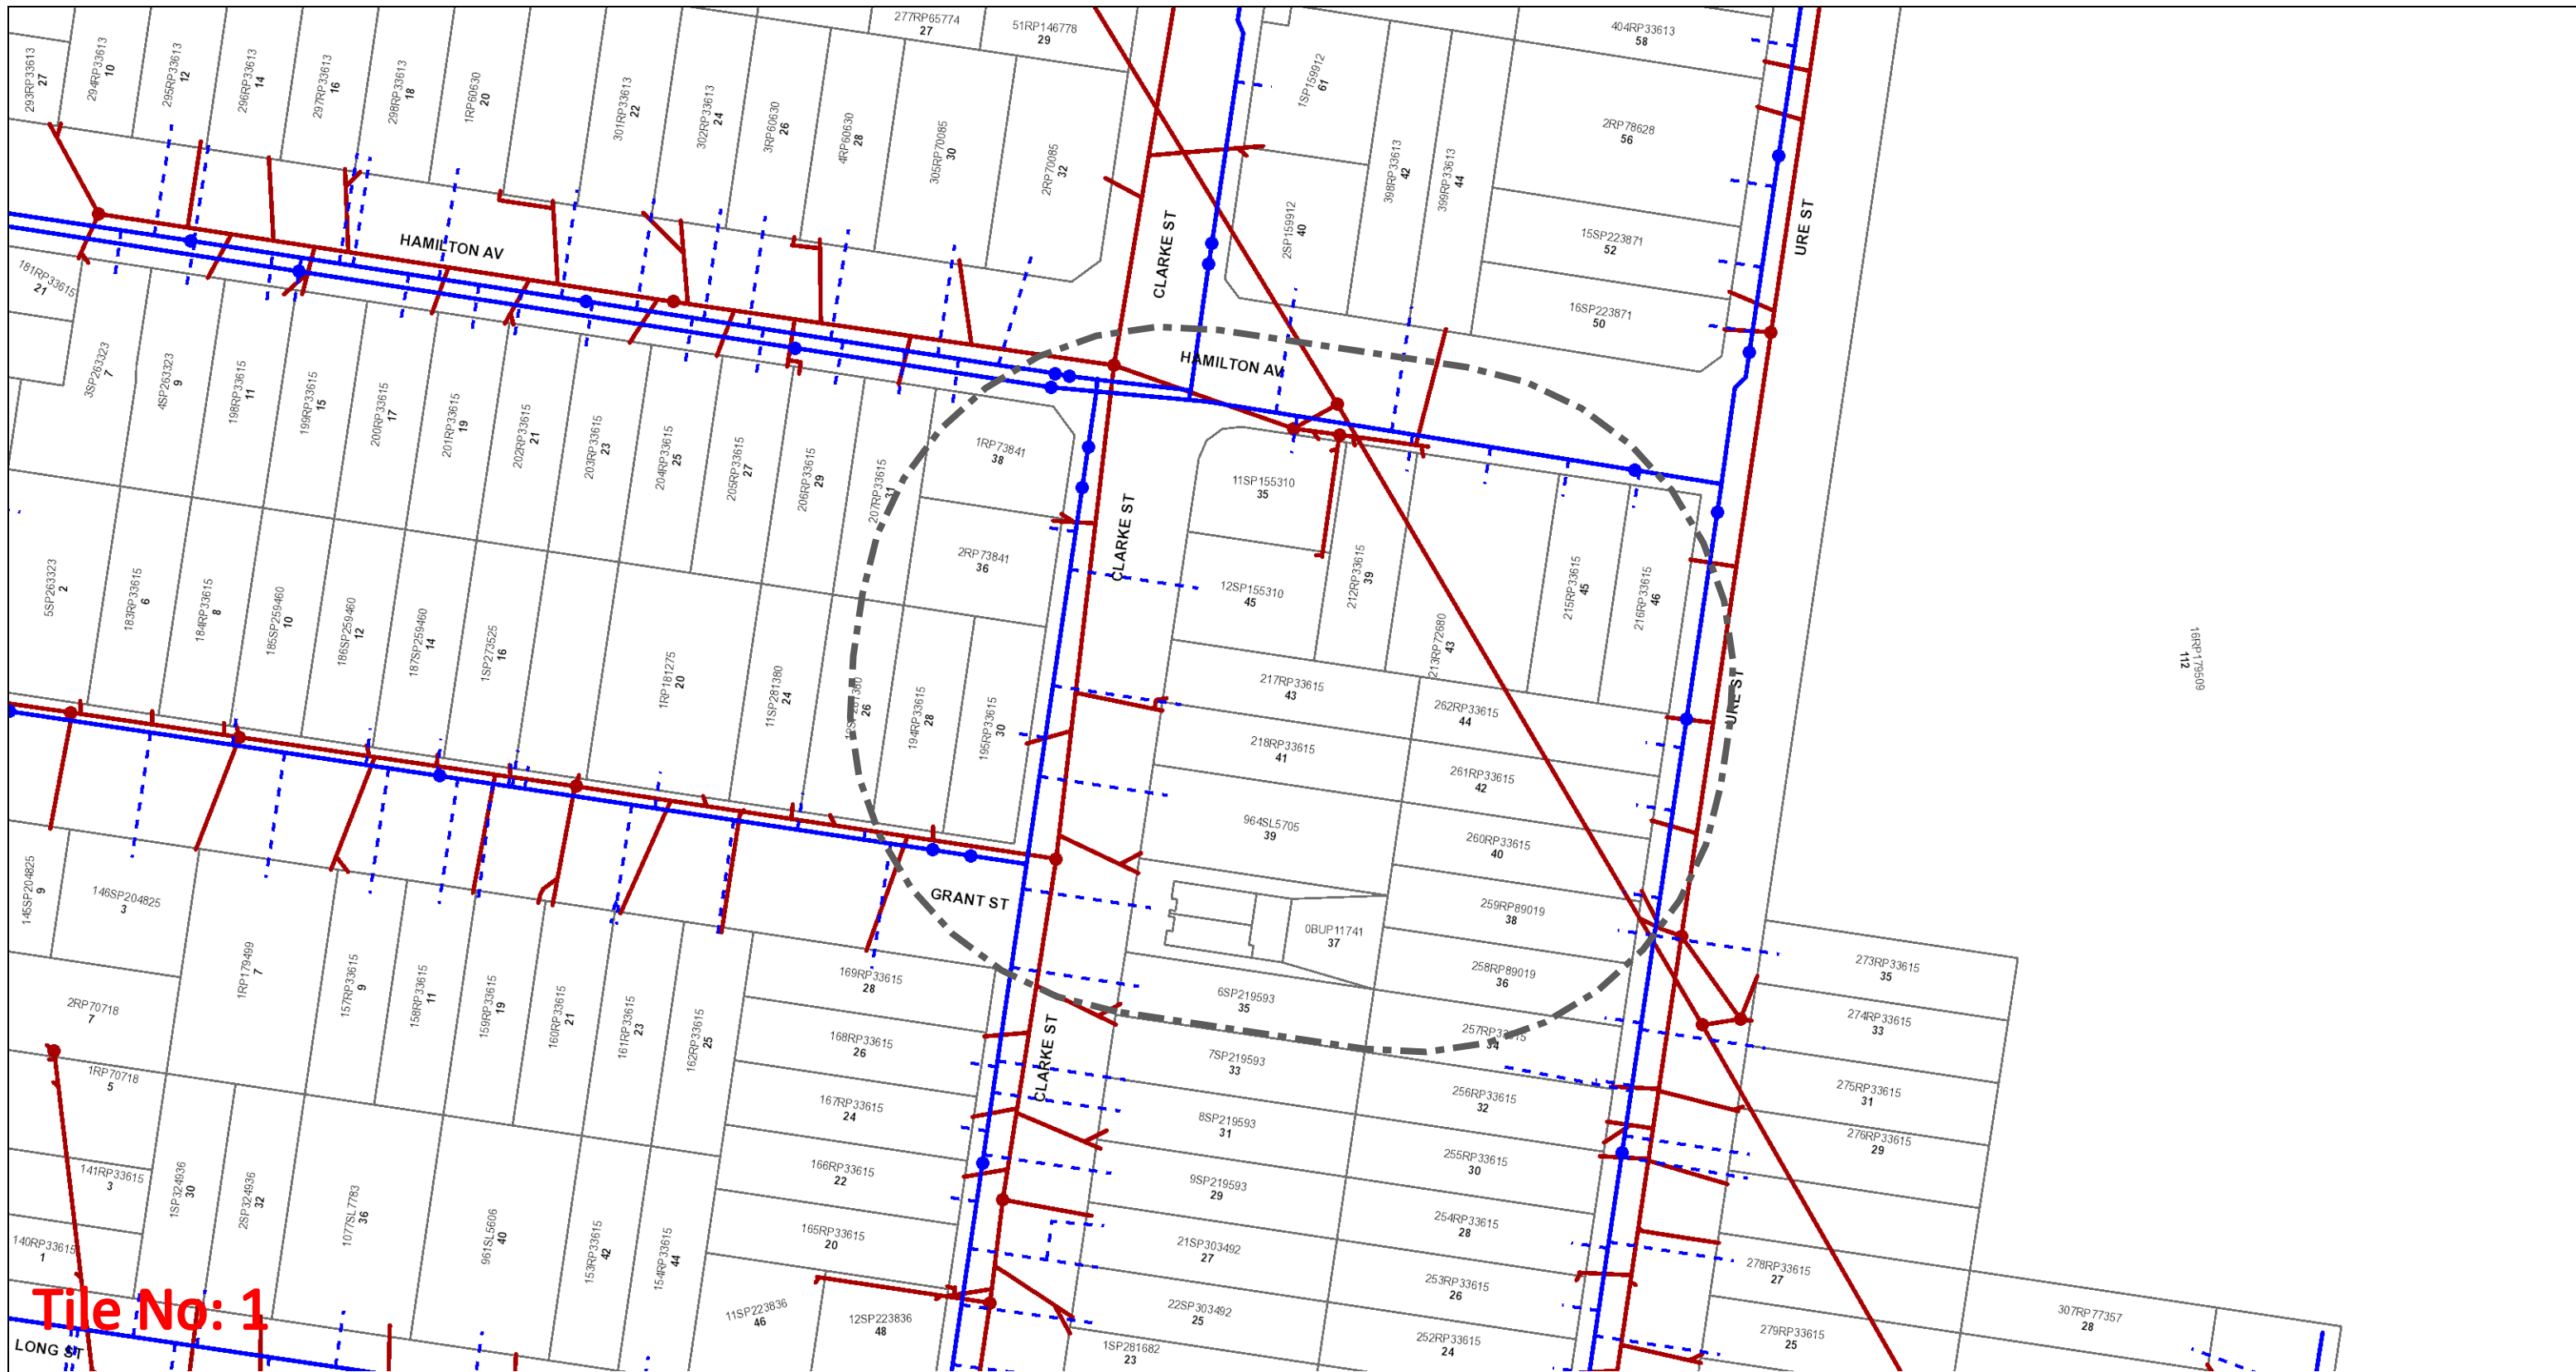 277RP65774
27
51RP146778
29
404RP33613
58
293RP33613
27
294RP33613
10
295RP33613
12
296RP33613
14
297RP33613
16
298RP33613
18
1RP60630
20
301RP33613
22
302RP33613
24
3RP60630
26
4RP60630
28
305RP70085
30
2RP70085
32
1SP159912
61
398RP33613
42
399RP33613
44
2RP78628
56
2SP159912
40
15SP223871
52
16SP223871
50
CLARKE ST
URE ST
HAMILTON AV
HAMILTON AV
181RP33615
21
3SP263323
7
4SP263323
9
198RP33615
11
199RP33615
15
200RP33615
17
201RP33615
19
202RP33615
21
203RP33615
23
204RP33615
25
205RP33615
27
206RP33615
29
207RP33615
31
1RP73841
38
2RP73841
36
CLARKE ST
11SP155310
35
12SP155310
45
212RP33615
39
213RP72680
43
215RP33615
45
216RP33615
46
5SP263323
2
183RP33615
6
184RP33615
8
185SP259460
10
186SP259460
12
187SP259460
14
1SP273525
16
1RP181275
20
11SP281380
24
26
194RP33615
28
195RP33615
30
217RP33615
43
262RP33615
44
218RP33615
41
261RP33615
42
964SL5705
39
260RP33615
40
URE ST
16RP179509
112
GRANT ST
0BUP11741
37
259RP89019
38
258RP89019
36
273RP33615
35
274RP33615
33
145SP204825
9
146SP204825
3
1RP179499
7
2RP70718
7
157RP33615
9
158RP33615
11
159RP33615
19
160RP33615
21
161RP33615
23
162RP33615
25
169RP33615
28
168RP33615
26
167RP33615
24
166RP33615
22
165RP33615
20
CLARKE ST
6SP219593
35
257RP33615
34
7SP219593
33
256RP33615
32
8SP219593
31
255RP33615
30
9SP219593
29
254RP33615
28
21SP303492
27
253RP33615
26
22SP303492
25
252RP33615
24
1SP281682
23
275RP33615
31
276RP33615
29
278RP33615
27
279RP33615
25
307RP77357
28
1RP70718
5
141RP33615
3
140RP33615
1
1SP324936
30
2SP324936
32
1077SL7783
36
961SL5606
40
153RP33615
42
154RP33615
44
11SP223836
46
12SP223836
48
Tile No: 1
LONG ST